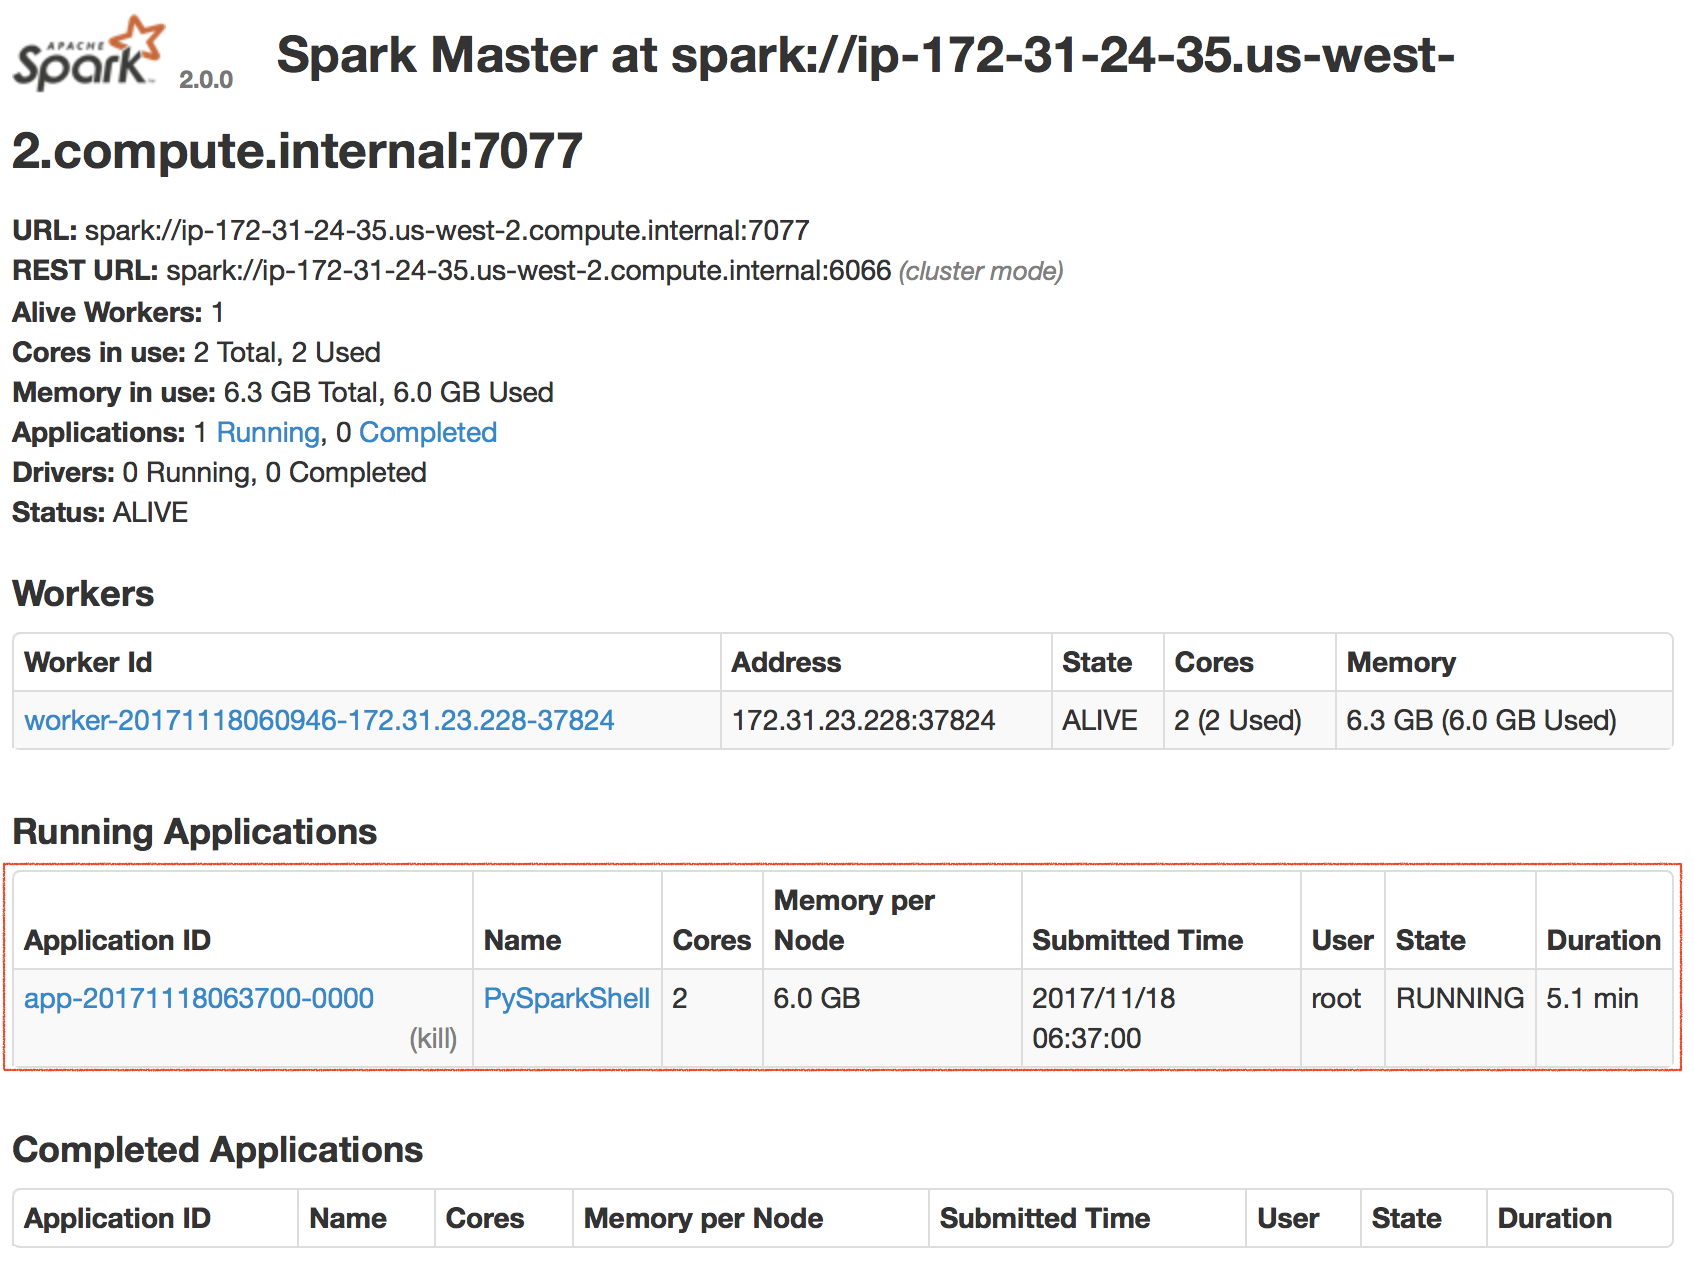 APACHE
Spark™ 2.0.0 Spark Master at spark://ip-172-31-24-35.us-west-
2.compute.internal:7077
URL: spark://ip-172-31-24-35.us-west-2.compute.internal:7077
REST URL: spark://ip-172-31-24-35.us-west-2.compute.internal:6066 (cluster mode)
Alive Workers: 1
Cores in use: 2 Total, 2 Used
Memory in use: 6.3 GB Total, 6.0 GB Used
Applications: 1 Running, 0 Completed
Drivers: 0 Running, 0 Completed
Status: ALIVE
Workers
Worker Id Address State Cores Memory
worker-20171118060946-172.31.23.228-37824 172.31.23.228:37824 ALIVE 2 (2 Used) 6.3 GB (6.0 GB Used)
Running Applications
Memory per
Application ID Name Cores Node Submitted Time User State Duration
app-20171118063700-0000 PySparkShell 2 6.0 GB 2017/11/18 root RUNNING 5.1 min
(kill) 06:37:00
Completed Applications
Application ID Name Cores Memory per Node Submitted Time User State Duration